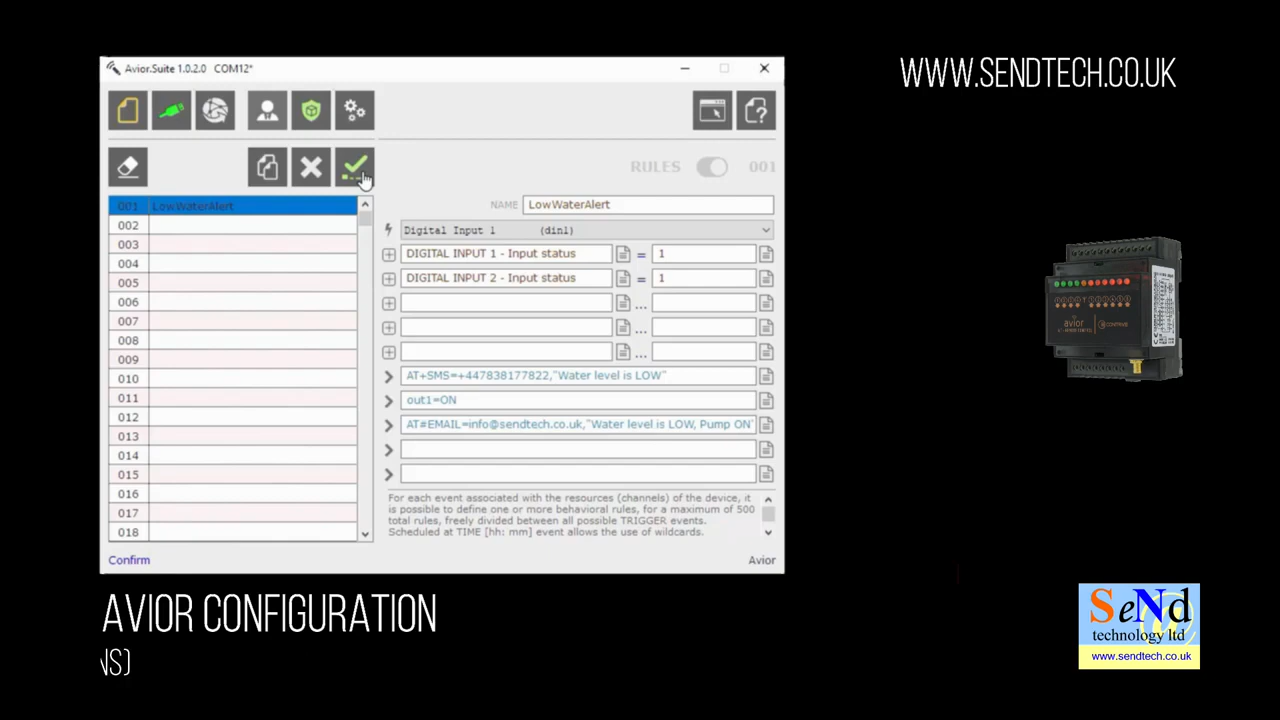 Avior.Suite 1.0.2.0 COM12*
WWW.SENDTECH.CO.UK
RULES 001
001 LowWaterAlert
002
003
004
005
006
007
008
009
010
011
012
013
014
015
016
017
018
NAME LowWaterAlert
Digital Input 1 (din1)
DIGITAL INPUT 1 - Input status = 1
DIGITAL INPUT 2 - Input status = 1
...
...
...
AT+SMS=+447838177822,"Water level is LOW"
out1=ON
AT#EMAIL=info@sendtech.co.uk,"Water level is LOW, Pump ON"
For each event associated with the resources (channels) of the device, it
is possible to define one or more behavioral rules, for a maximum of 500
total rules, freely divided between all possible TRIGGER events.
Scheduled at TIME [hh: mm] event allows the use of wildcards.
Confirm
Avior
avior
CONTRIVE
AVIOR CONFIGURATION
NS)
SeNd
technology ltd
www.sendtech.co.uk